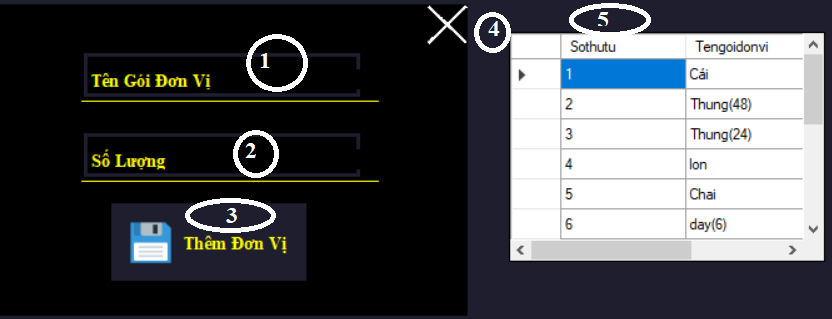 1
Tên Gói Đơn Vị
Số Lượng
2
3
Thêm Đơn Vị
4
5
Sothutu Tengoidonvi
1 Cái
2 Thung(48)
3 Thung(24)
4 lon
5 Chai
6 day(6)